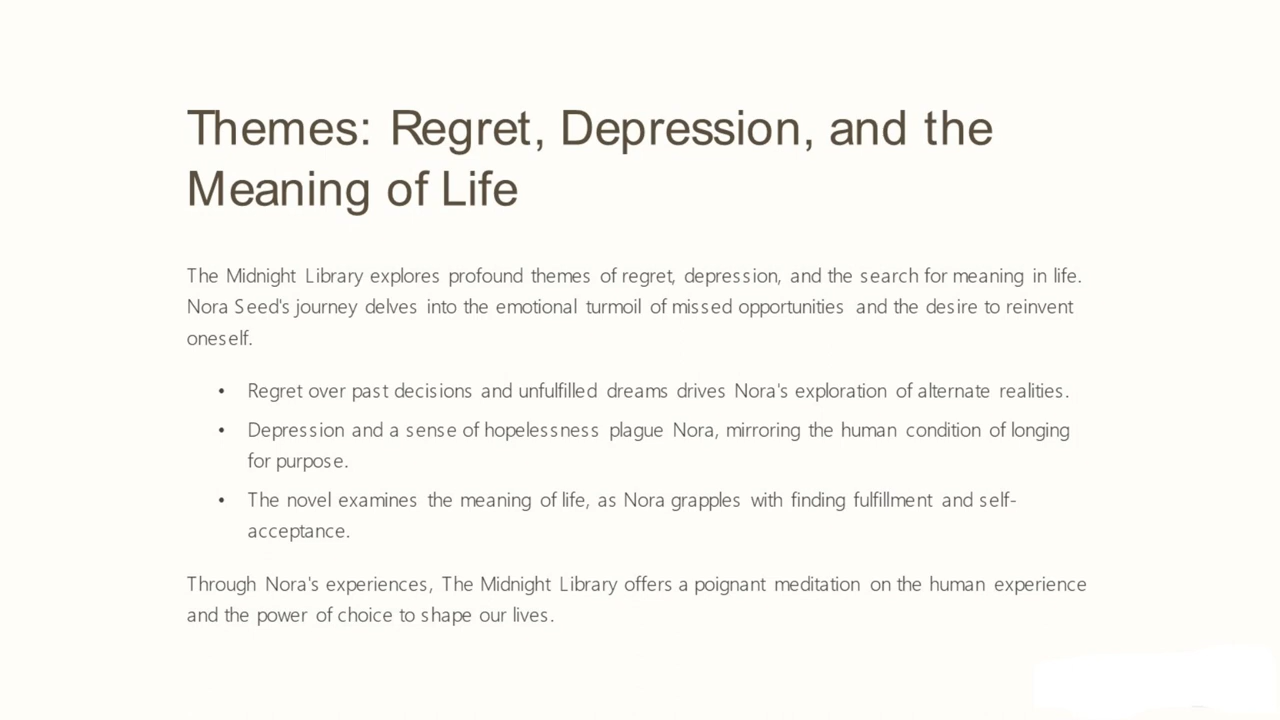 Themes: Regret, Depression, and the
Meaning of Life
The Midnight Library explores profound themes of regret, depression, and the search for meaning in life.
Nora Seed's journey delves into the emotional turmoil of missed opportunities and the desire to reinvent
oneself.
• Regret over past decisions and unfulfilled dreams drives Nora's exploration of alternate realities.
• Depression and a sense of hopelessness plague Nora, mirroring the human condition of longing
for purpose.
• The novel examines the meaning of life, as Nora grapples with finding fulfillment and self-
acceptance.
Through Nora's experiences, The Midnight Library offers a poignant meditation on the human experience
and the power of choice to shape our lives.